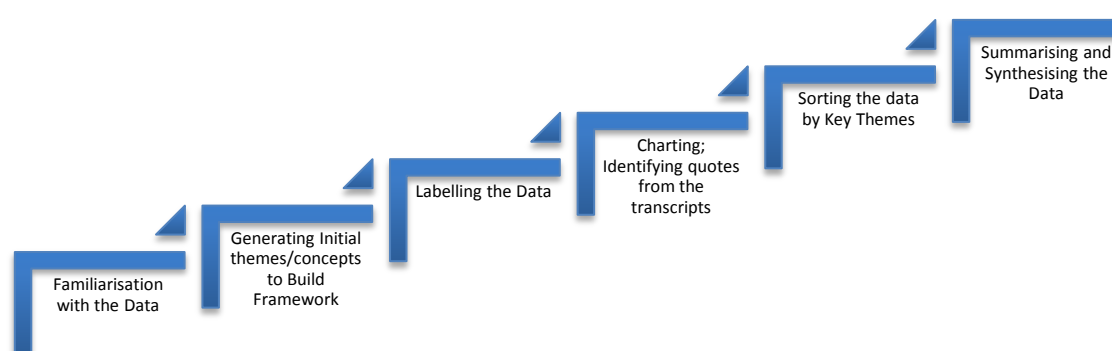 Familiarisation
with the Data
Generating Initial
themes/concepts
to Build
Framework
Labelling the Data
Charting;
Identifying quotes
from the
transcripts
Sorting the data
by Key Themes
Summarising and
Synthesising the
Data